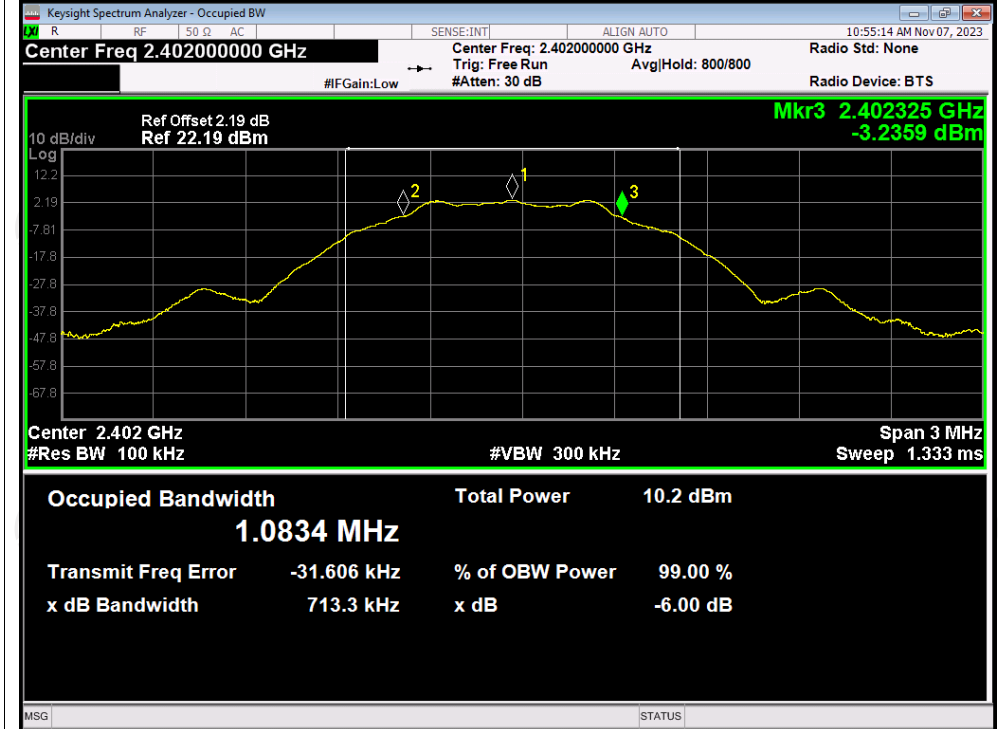 Keysight Spectrum Analyzer - Occupied BW
LXI R RF 50 Ω AC SENSE:INT ALIGN AUTO 10:55:14 AM Nov 07, 2023
Center Freq 2.402000000 GHz
Center Freq: 2.402000000 GHz
Radio Std: None
Trig: Free Run
Avg|Hold: 800/800
#IFGain:Low
#Atten: 30 dB
Radio Device: BTS
Mkr3 2.402325 GHz
-3.2359 dBm
Ref Offset 2.19 dB
10 dB/div
Ref 22.19 dBm
Log
12.2
2.19
-7.81
-17.8
-27.8
-37.8
-47.8
-57.8
-67.8
2
1
3
Center 2.402 GHz
Span 3 MHz
#Res BW 100 kHz
#VBW 300 kHz
Sweep 1.333 ms
Occupied Bandwidth
Total Power 10.2 dBm
1.0834 MHz
Transmit Freq Error -31.606 kHz
% of OBW Power 99.00 %
x dB Bandwidth 713.3 kHz
x dB -6.00 dB
MSG
STATUS